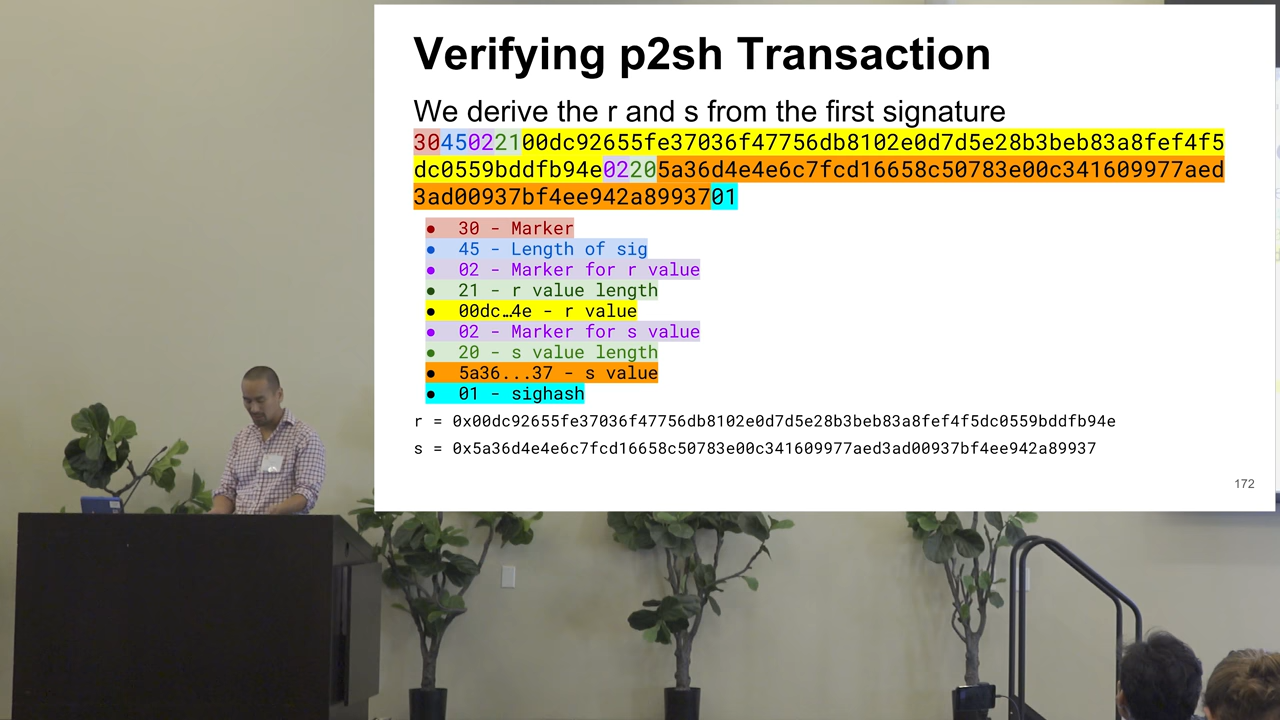 Verifying p2sh Transaction
We derive the r and s from the first signature
3045022100dc92655fe37036f47756db8102e0d7d5e28b3beb83a8fef4f5
dc0559bddfb94e02205a36d4e4e6c7fcd16658c50783e00c341609977aed
3ad00937bf4ee942a8993701
● 30 - Marker
● 45 - Length of sig
● 02 - Marker for r value
● 21 - r value length
● 00dc…4e - r value
● 02 - Marker for s value
● 20 - s value length
● 5a36...37 - s value
● 01 - sighash
r = 0x00dc92655fe37036f47756db8102e0d7d5e28b3beb83a8fef4f5dc0559bddfb94e
s = 0x5a36d4e4e6c7fcd16658c50783e00c341609977aed3ad00937bf4ee942a89937
172